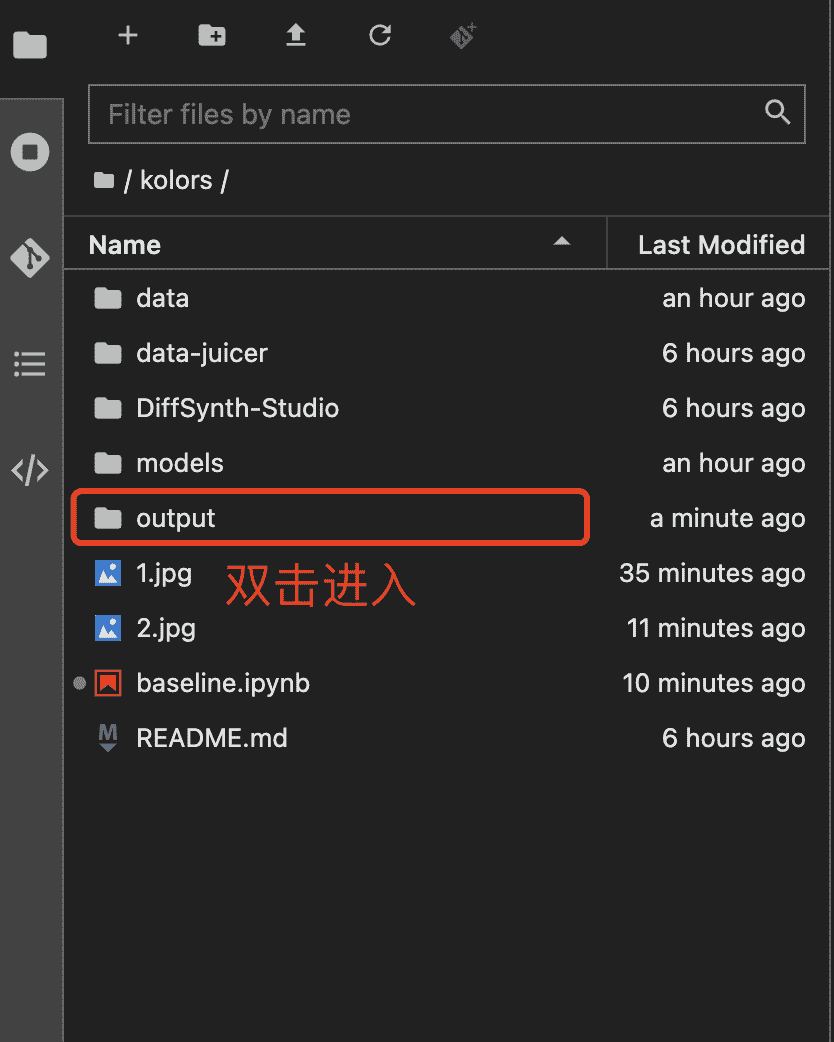 Filter files by name
/ kolors /
Name Last Modified
data an hour ago
data-juicer 6 hours ago
DiffSynth-Studio 6 hours ago
models an hour ago
output a minute ago
1.jpg 35 minutes ago
双击进入
2.jpg 11 minutes ago
baseline.ipynb 10 minutes ago
M README.md 6 hours ago